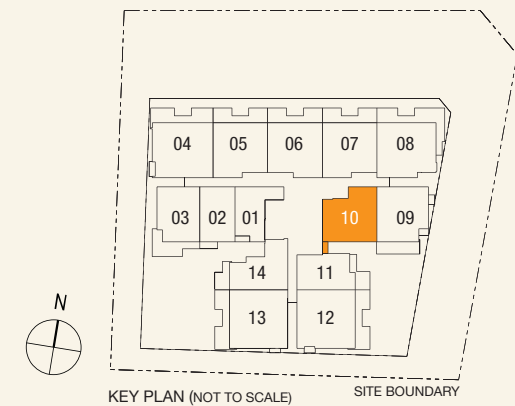 04 05 06 07 08
03 02 01 10 09
14 11
13 12
N
KEY PLAN (NOT TO SCALE)
SITE BOUNDARY